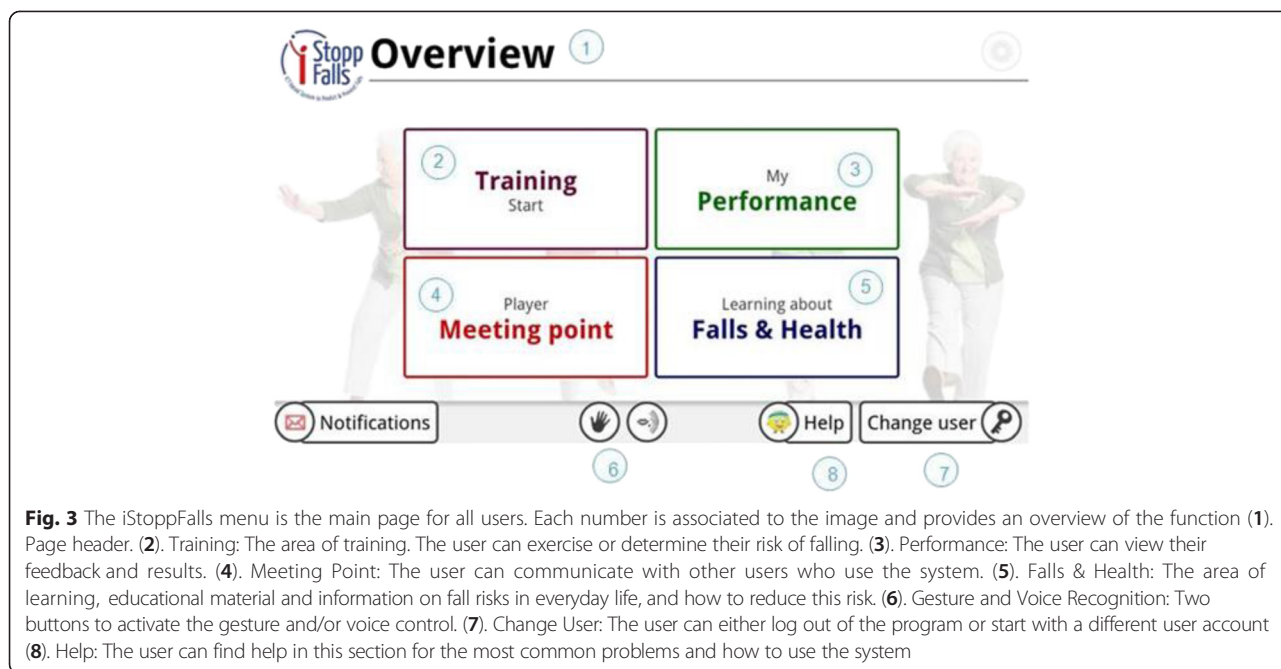 Stopp
Falls
Overview
1
2
Training
Start
My
3
Performance
4
Player
Meeting point
5
Learning about
Falls & Health
Notifications
Help
Change user
6
8
7
Fig. 3 The iStoppFalls menu is the main page for all users. Each number is associated to the image and provides an overview of the function (1).
Page header. (2). Training: The area of training. The user can exercise or determine their risk of falling. (3). Performance: The user can view their
feedback and results. (4). Meeting Point: The user can communicate with other users who use the system. (5). Falls & Health: The area of
learning, educational material and information on fall risks in everyday life, and how to reduce this risk. (6). Gesture and Voice Recognition: Two
buttons to activate the gesture and/or voice control. (7). Change User: The user can either log out of the program or start with a different user account
(8). Help: The user can find help in this section for the most common problems and how to use the system